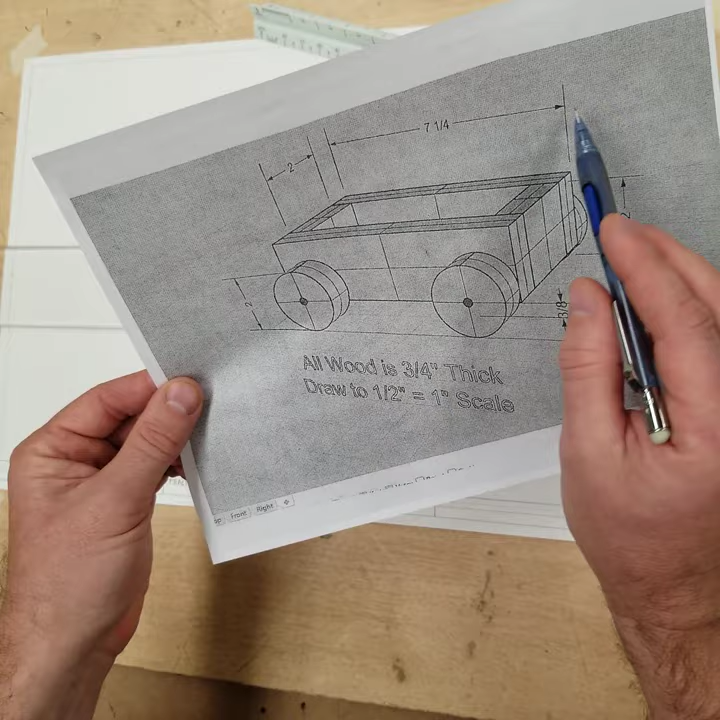 7 1/4
2
2
2
3/8
All Wood is 3/4" Thick
Draw to 1/2" = 1" Scale
Front Right